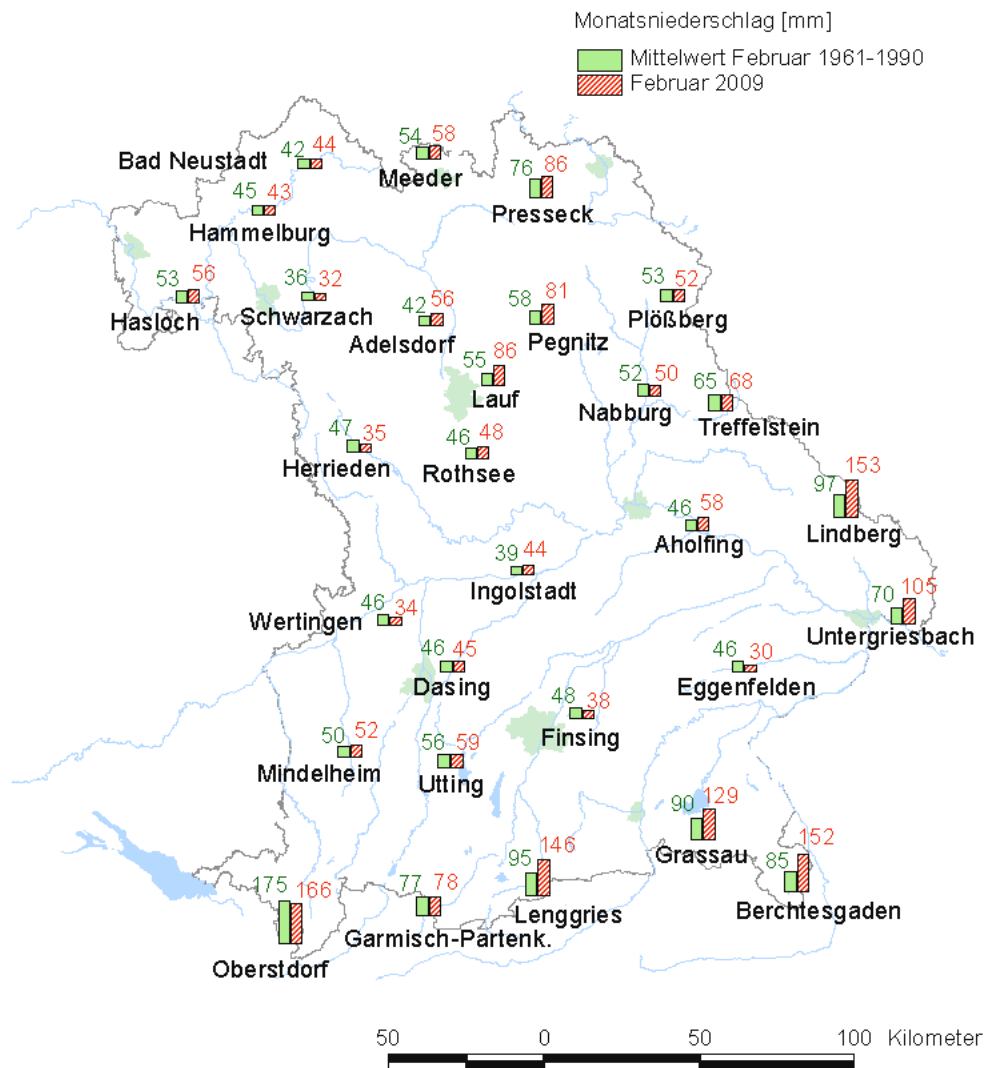 Monatsniederschlag [mm]
Mittelwert Februar 1961-1990
Februar 2009
Bad Neustadt 42 44
54 58
Meeder
76 86
Presseck
45 43
Hammelburg
53 56
Hasloch
36 32
Schwarzach
42 56
Adelsdorf
58 81
Pegnitz
53 52
Plößberg
55 86
Lauf
52 50
Nabburg
65 68
Treffelstein
47 35
Herrieden
46 48
Rothsee
97 153
Lindberg
46 58
Aholfing
39 44
Ingolstadt
70 105
Untergriesbach
Wertingen 46 34
46 45
Dasing
46 30
Eggenfelden
48 38
Finsing
50 52
Mindelheim
56 59
Utting
90 129
Grassau
95 146
Lenggries
85 152
Berchtesgaden
175 166
Oberstdorf
77 78
Garmisch-Partenk.
50 0 50 100 Kilometer